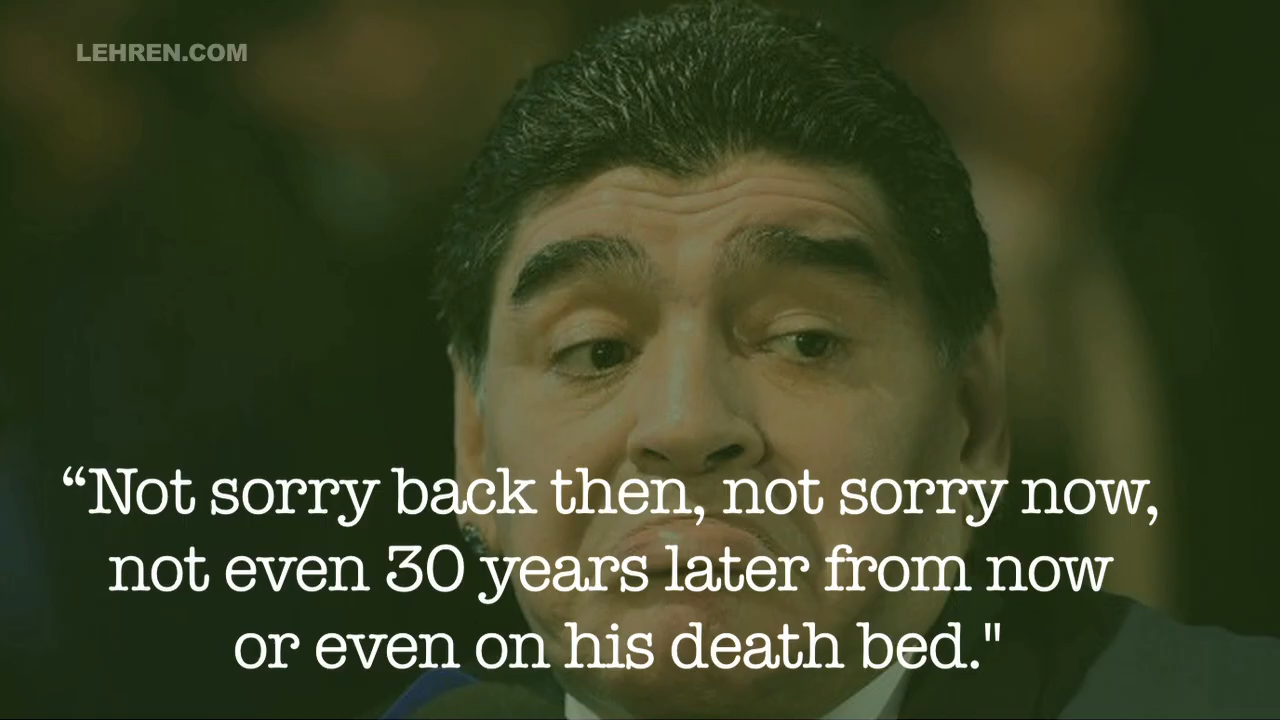 LEHREN.COM
“Not sorry back then, not sorry now,
not even 30 years later from now
or even on his death bed."